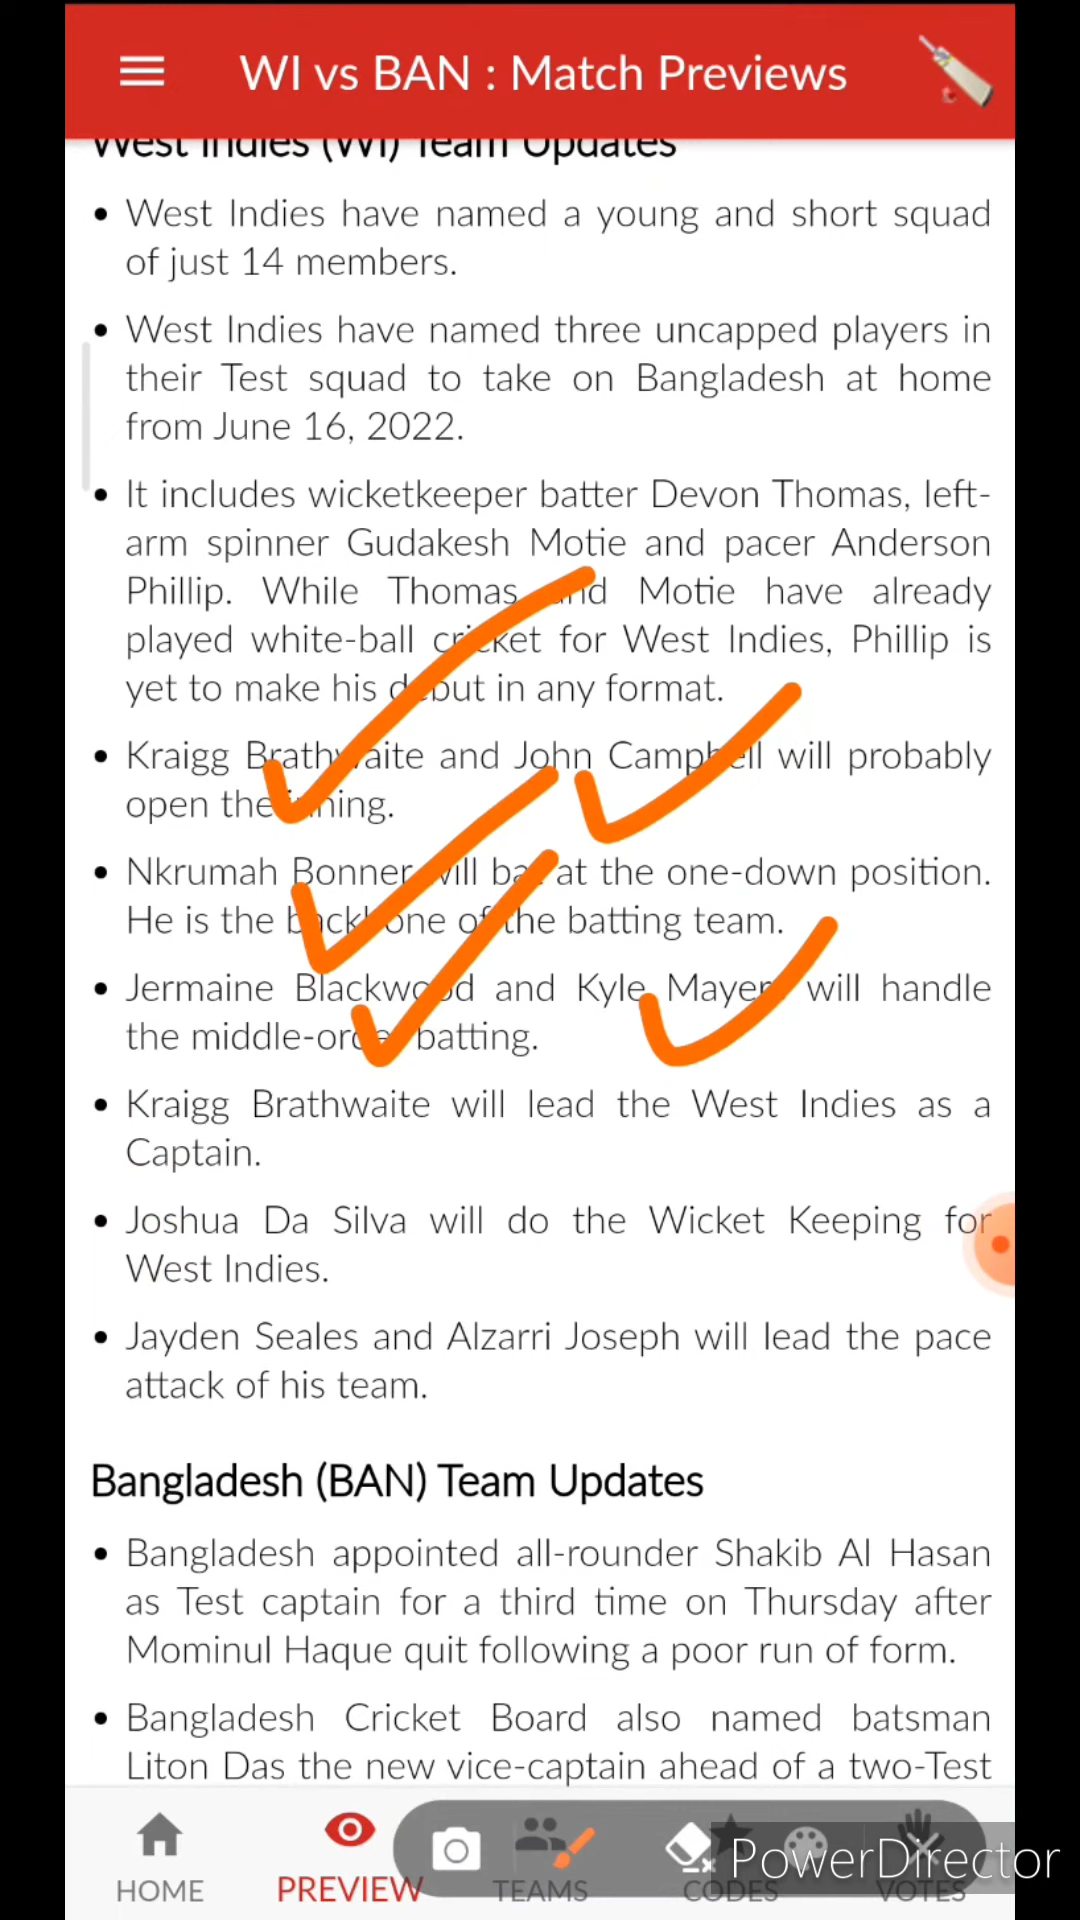 WI vs BAN : Match Previews
West Indies (WI) Team Updates
• West Indies have named a young and short squad
of just 14 members.
• West Indies have named three uncapped players in
their Test squad to take on Bangladesh at home
from June 16, 2022.
• It includes wicketkeeper batter Devon Thomas, left-
arm spinner Gudakesh Motie and pacer Anderson
Phillip. While Thomas and Motie have already
played white-ball cricket for West Indies, Phillip is
yet to make his debut in any format.
• Kraigg Brathwaite and John Campbell will probably
open the inning.
• Nkrumah Bonner will bat at the one-down position.
He is the backbone of the batting team.
• Jermaine Blackwood and Kyle Mayers will handle
the middle-order batting.
• Kraigg Brathwaite will lead the West Indies as a
Captain.
• Joshua Da Silva will do the Wicket Keeping for
West Indies.
• Jayden Seales and Alzarri Joseph will lead the pace
attack of his team.
Bangladesh (BAN) Team Updates
• Bangladesh appointed all-rounder Shakib Al Hasan
as Test captain for a third time on Thursday after
Mominul Haque quit following a poor run of form.
• Bangladesh Cricket Board also named batsman
Liton Das the new vice-captain ahead of a two-Test
PowerDirector
HOME PREVIEW TEAMS CODES VOTES